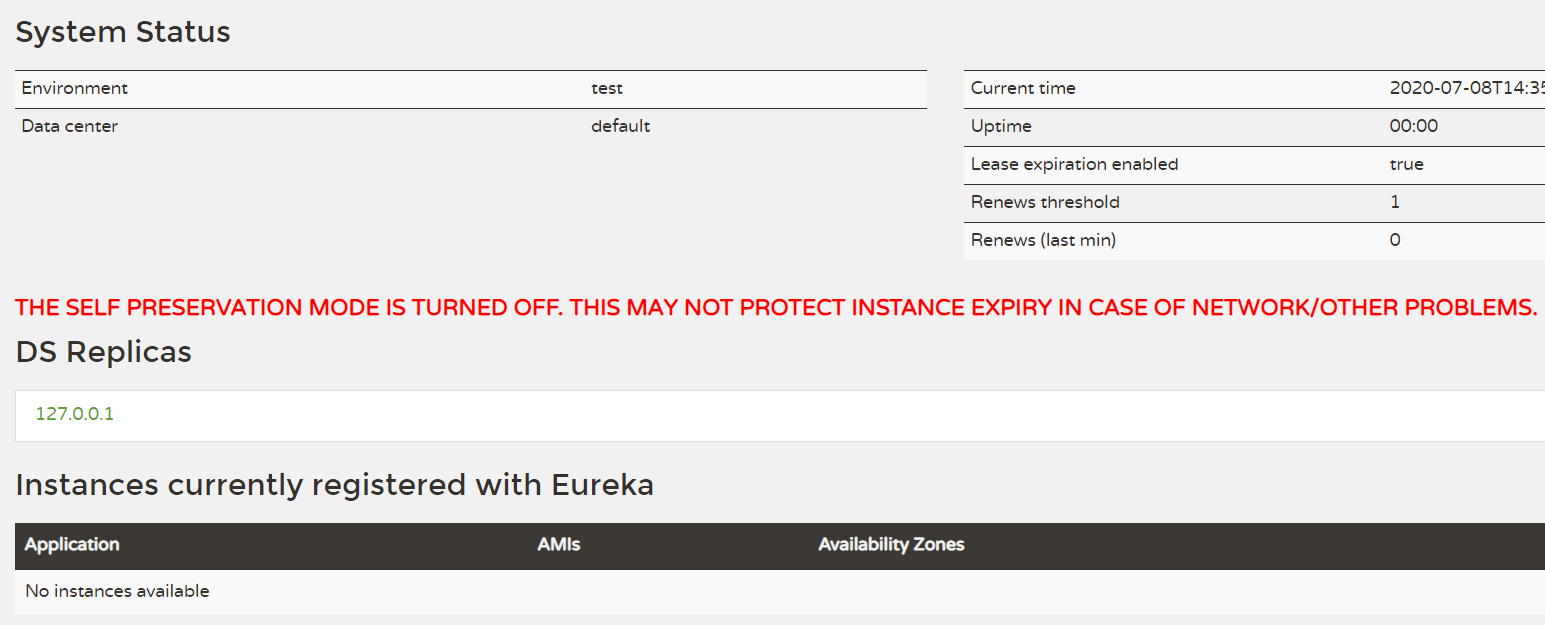 System Status
Environment test
Data center default
Current time 2020-07-08T14:35
Uptime 00:00
Lease expiration enabled true
Renews threshold 1
Renews (last min) 0
THE SELF PRESERVATION MODE IS TURNED OFF. THIS MAY NOT PROTECT INSTANCE EXPIRY IN CASE OF NETWORK/OTHER PROBLEMS.
DS Replicas
127.0.0.1
Instances currently registered with Eureka
Application AMIs Availability Zones
No instances available